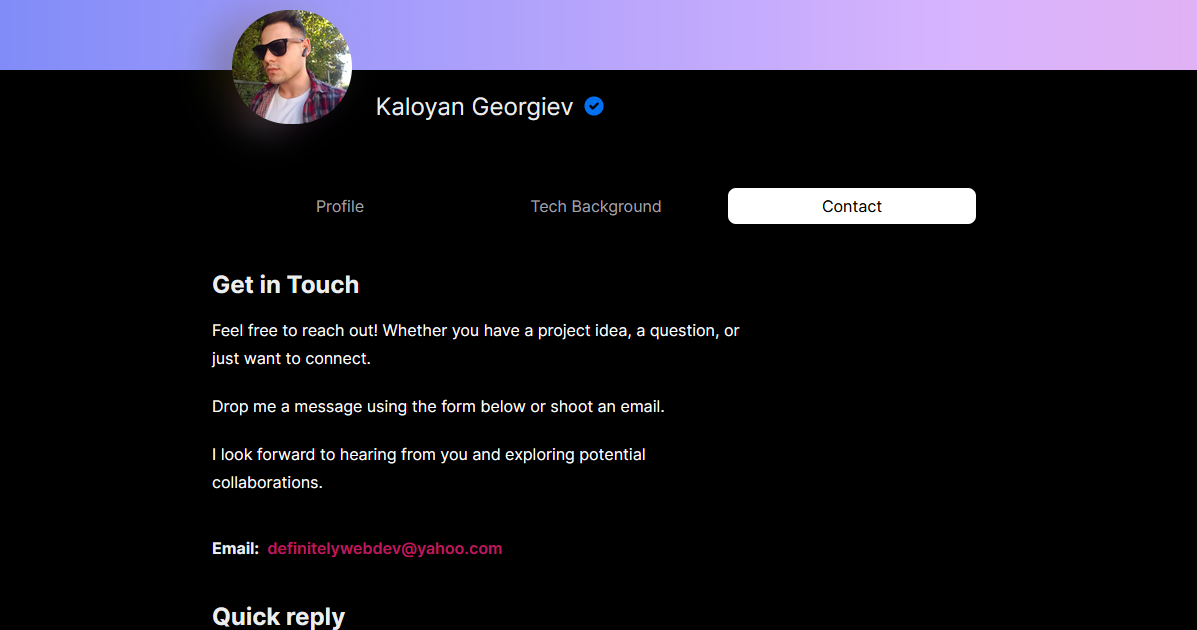 Kaloyan Georgiev
Profile
Tech Background
Contact
Get in Touch
Feel free to reach out! Whether you have a project idea, a question, or
just want to connect.
Drop me a message using the form below or shoot an email.
I look forward to hearing from you and exploring potential
collaborations.
Email: definitelywebdev@yahoo.com
Quick reply